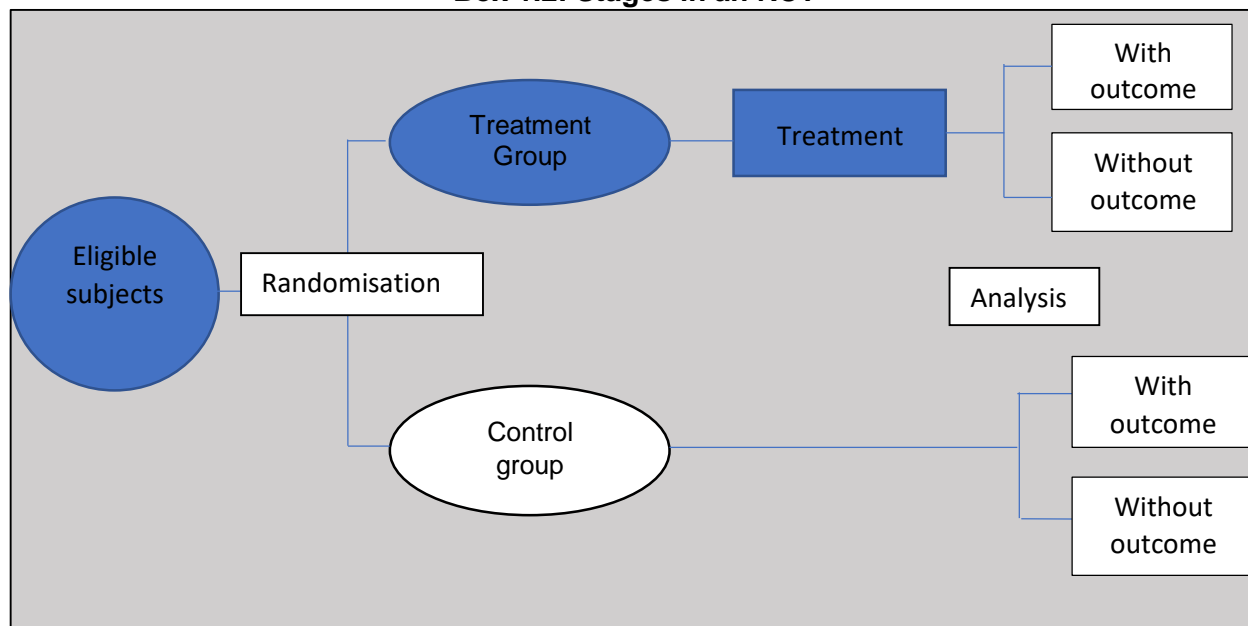 Eligible
subjects
Randomisation
Treatment
Group
Treatment
With
outcome
Without
outcome
Analysis
Control
group
With
outcome
Without
outcome